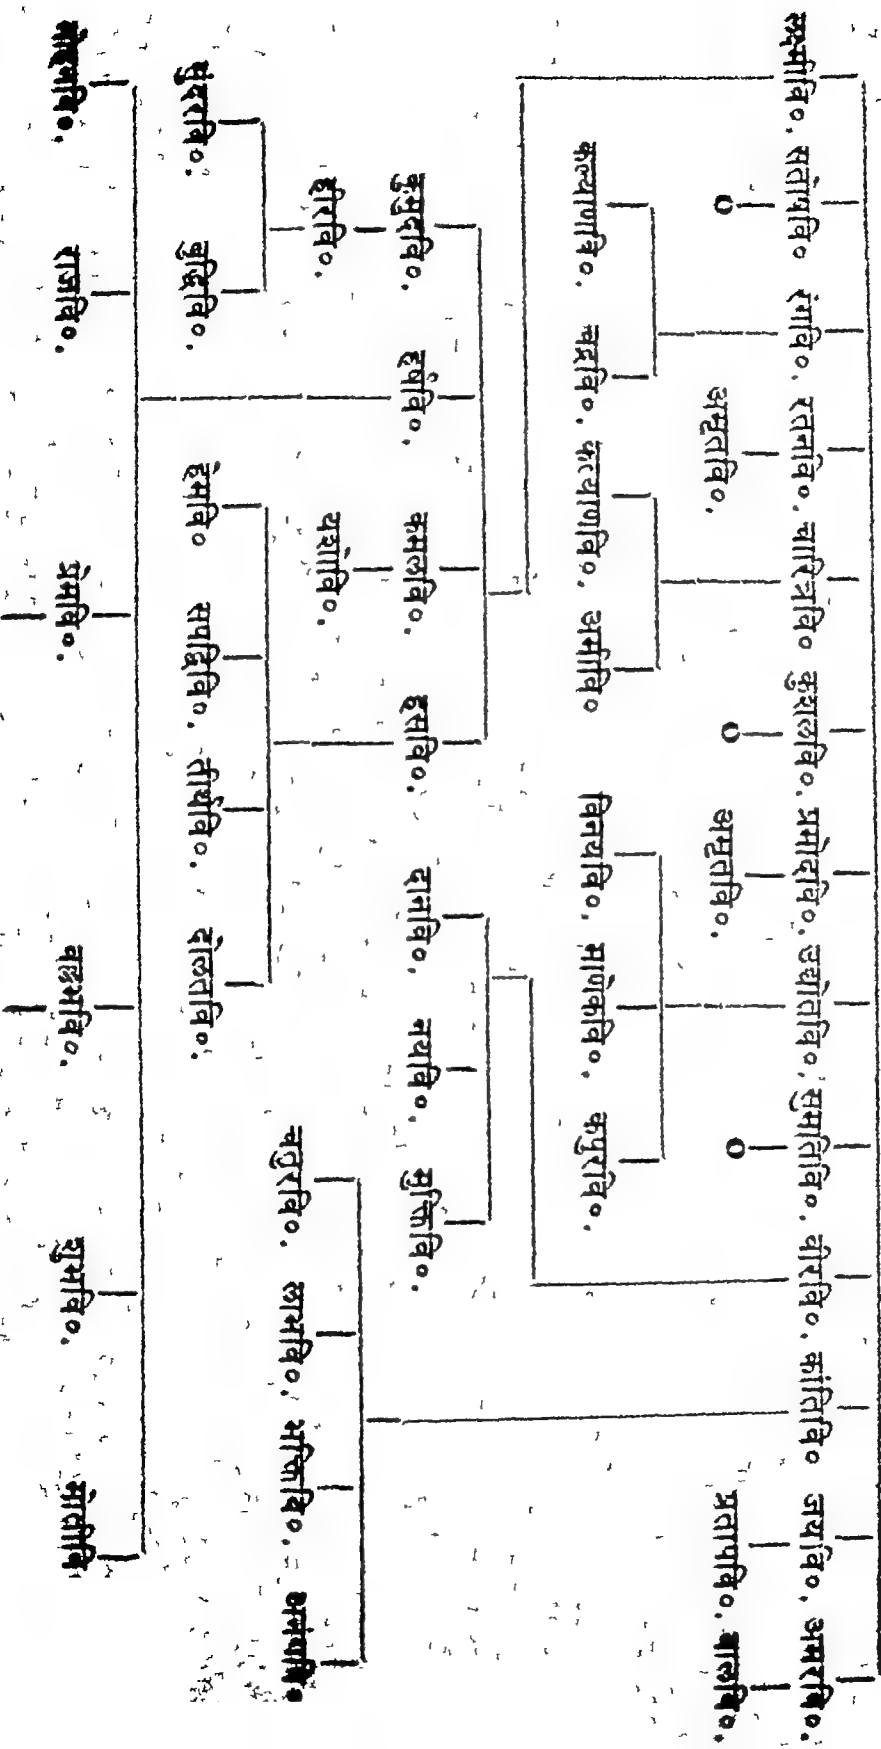 लक्ष्मीवि०, संतोषवि० रंगवि०, रतनवि०, चारित्रवि० कुशलवि०, प्रमोदवि०, उद्योतवि०, सुमतिवि०, वीरवि०, कांतिवि० जयवि०, अमरवि०,
० अमृतवि०, ० अमृतवि०, ० प्रतापवि०, लालवि०,
कल्याणवि०, चंद्रवि०, कल्याणवि०, अमीवि० विनयवि०, माणेकवि०, कपुरवि०,
कुमुदवि०, हर्षवि०, कमलवि०, हंसवि०, दानवि०, नयवि०, मुक्तिवि०,
हीरवि०, यशोवि०, चतुरवि०, लाभवि०, भक्तिवि०,
सुंदरवि०, बुद्धिवि०, हेमवि० तीर्थवि०, दोलतवि०,
मोहणवि०, राजवि०, प्रेमवि०, वल्लभवि०, शुभवि०, मोतीवि